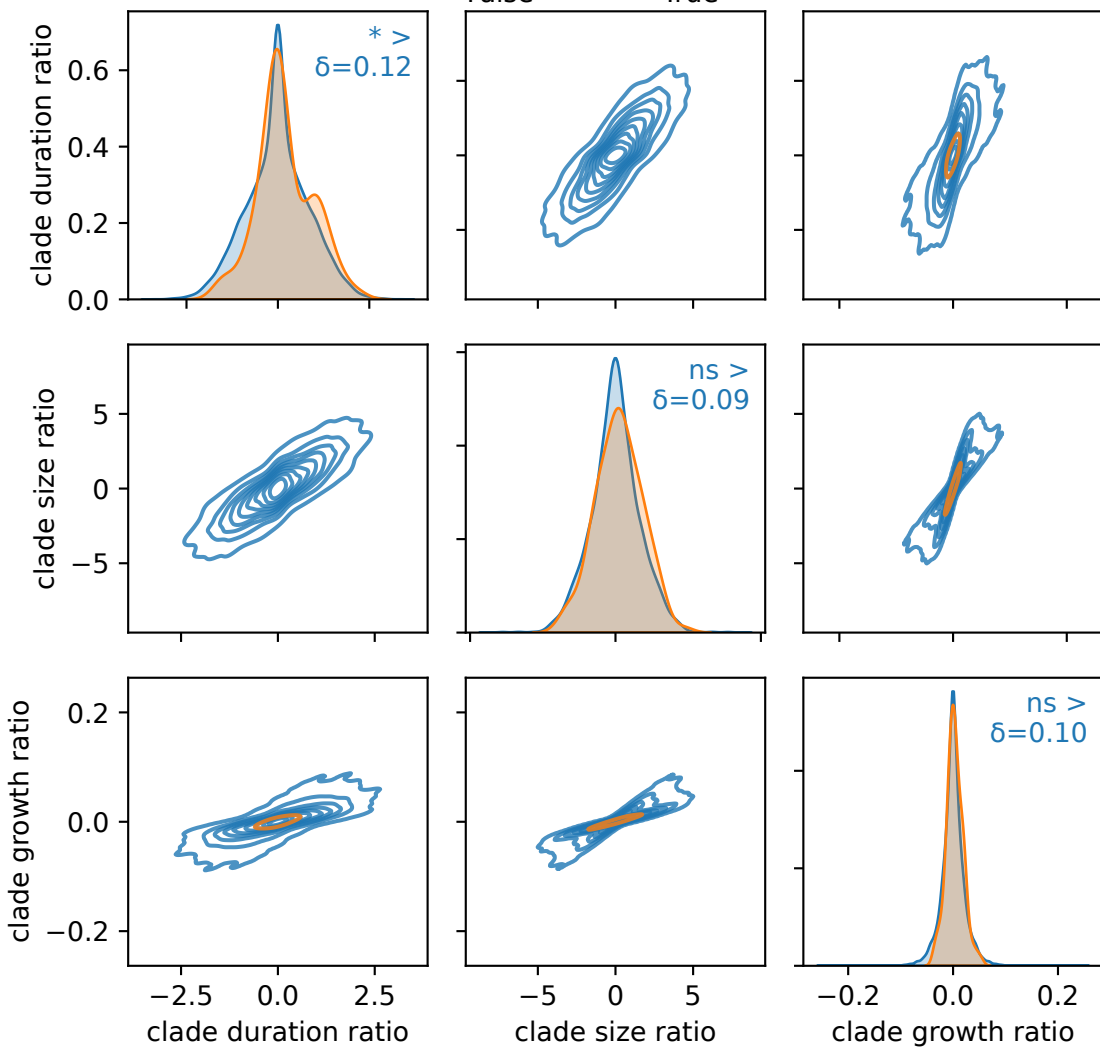 clade duration ratio
0.6
0.4
0.2
0.0
* >
δ=0.12
clade size ratio
5
0
−5
ns >
δ=0.09
clade growth ratio
0.2
0.0
−0.2
ns >
δ=0.10
−2.5 0.0 2.5
clade duration ratio
−5 0 5
clade size ratio
−0.2 0.0 0.2
clade growth ratio